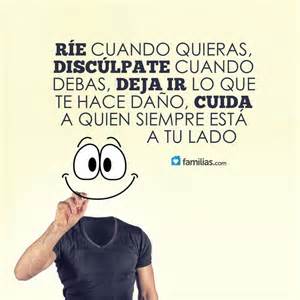 RÍE CUANDO QUIERAS,
DISCÚLPATE CUANDO
DEBAS, DEJA IR LO QUE
TE HACE DAÑO, CUIDA
A QUIEN SIEMPRE ESTÁ
A TU LADO
familias.com